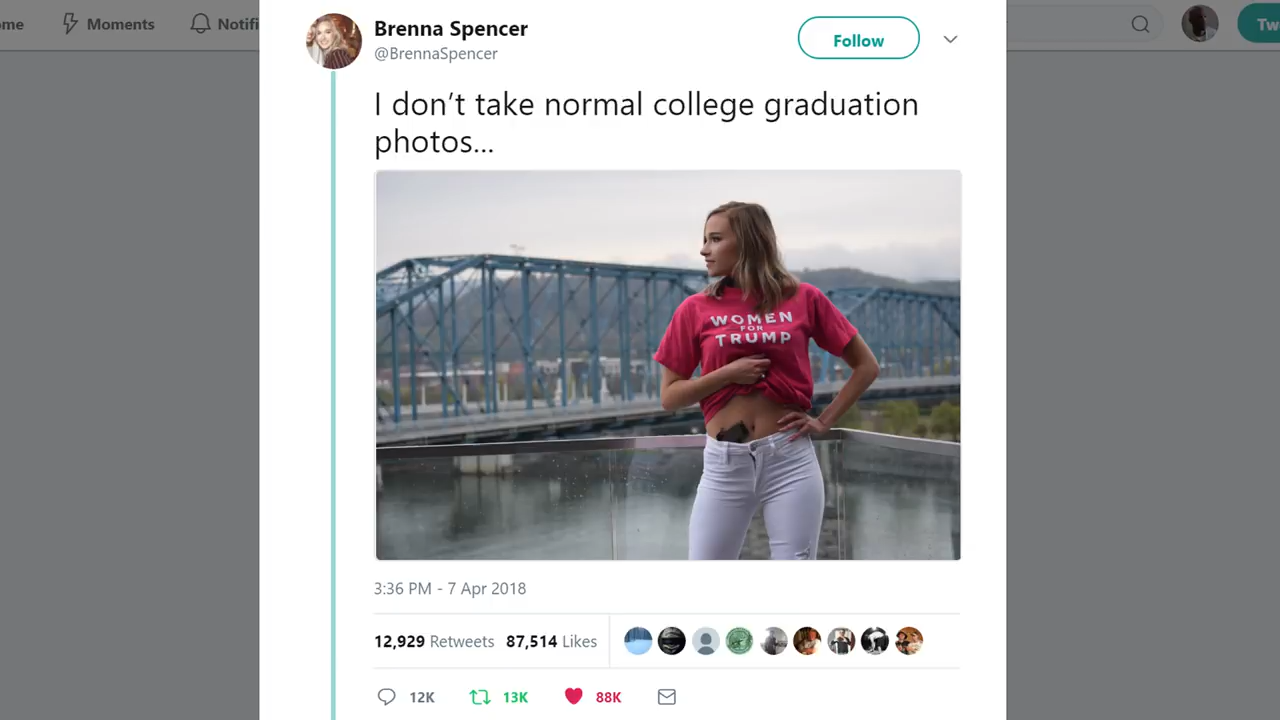 ome Moments Notifi
Tw
Brenna Spencer
@BrennaSpencer
Follow
I don’t take normal college graduation
photos...
WOMEN
FOR
TRUMP
3:36 PM - 7 Apr 2018
12,929 Retweets 87,514 Likes
12K 13K 88K